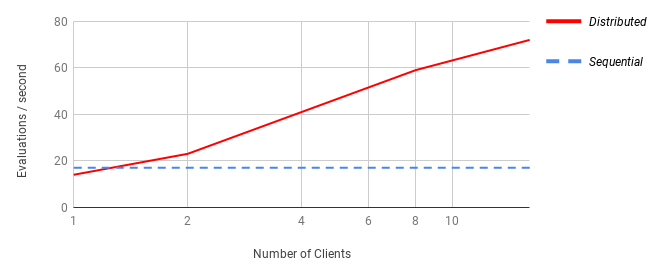 80
60
40
20
0
1 2 4 6 8 10
Evaluations / second
Number of Clients
Distributed
Sequential